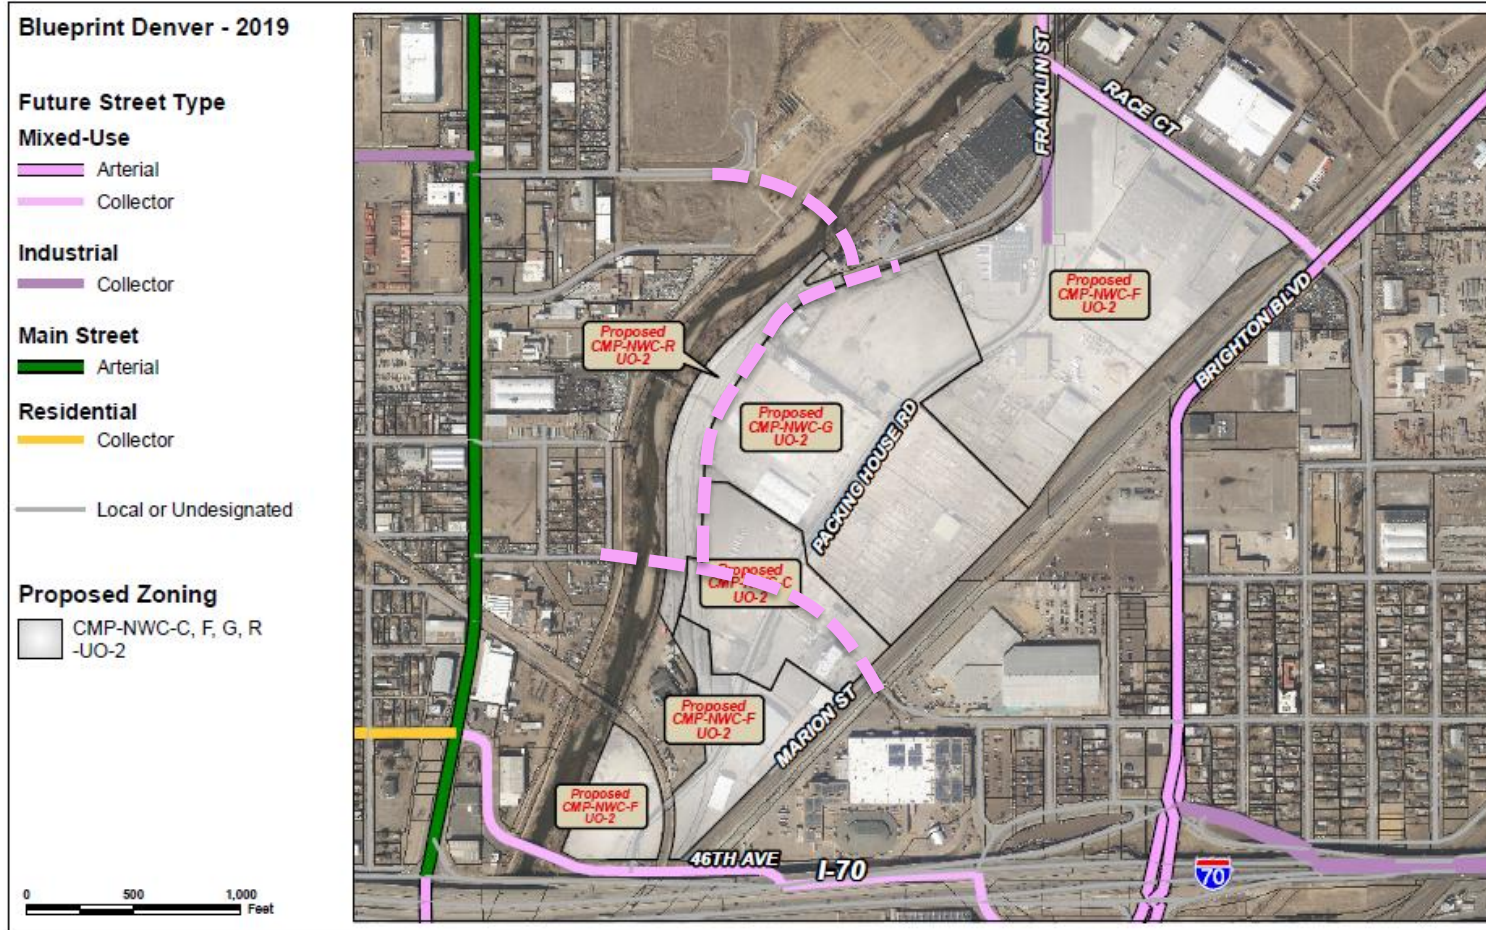 Blueprint Denver - 2019
Future Street Type
Mixed-Use
Arterial
Collector
Industrial
Collector
Main Street
Arterial
Residential
Collector
Local or Undesignated
Proposed Zoning
CMP-NWC-C, F, G, R
-UO-2
0 500 1,000
Feet
FRANKLIN ST
RACE CT
Proposed
CMP-NWC-F
UO-2
BRIGHTON BLVD
Proposed
CMP-NWC-R
UO-2
Proposed
CMP-NWC-G
UO-2
PACKING HOUSE RD
Proposed
CMP-NWC-C
UO-2
Proposed
CMP-NWC-F
UO-2
MARION ST
Proposed
CMP-NWC-F
UO-2
46TH AVE
I-70
70